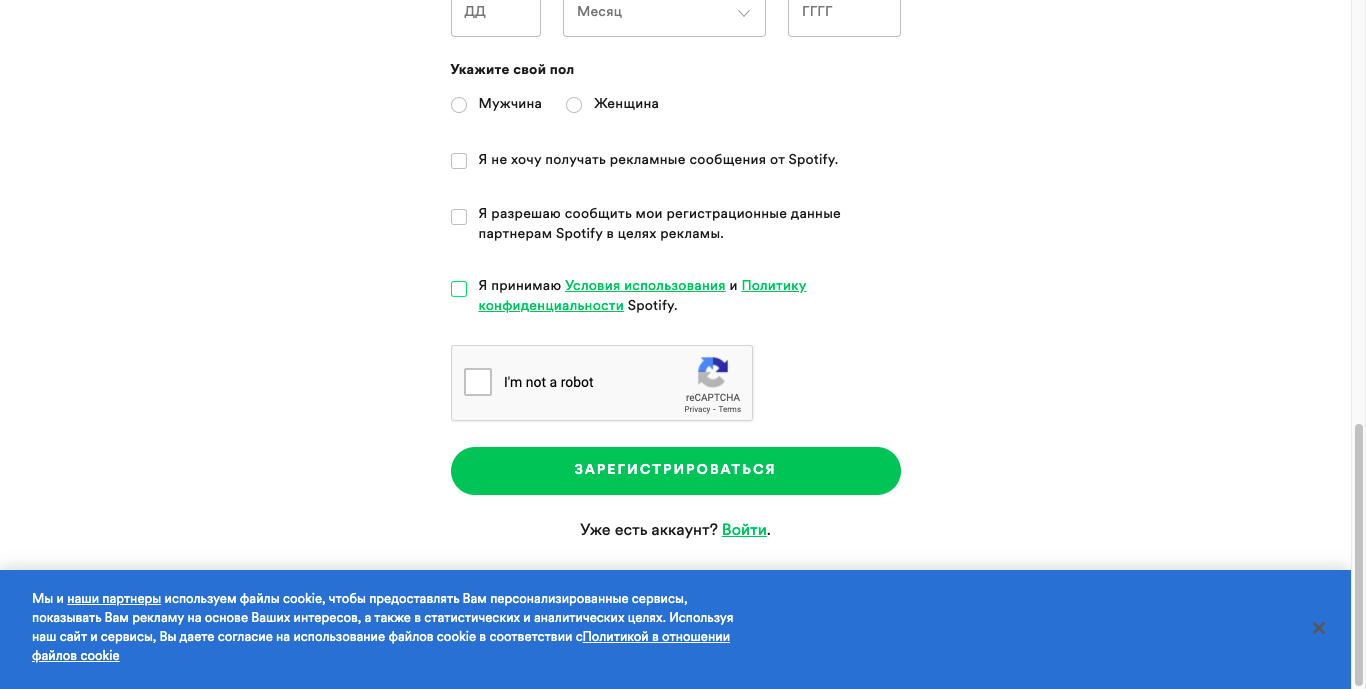 ДД
Месяц
ГГГГ
Укажите свой пол
Мужчина
Женщина
Я не хочу получать рекламные сообщения от Spotify.
Я разрешаю сообщить мои регистрационные данные
партнерам Spotify в целях рекламы.
Я принимаю Условия использования и Политику
конфиденциальности Spotify.
I'm not a robot
reCAPTCHA
Privacy - Terms
ЗАРЕГИСТРИРОВАТЬСЯ
Уже есть аккаунт? Войти.
Мы и наши партнеры используем файлы cookie, чтобы предоставлять Вам персонализированные сервисы,
показывать Вам рекламу на основе Ваших интересов, а также в статистических и аналитических целях. Используя
наш сайт и сервисы, Вы даете согласие на использование файлов cookie в соответствии сПолитикой в отношении
файлов cookie